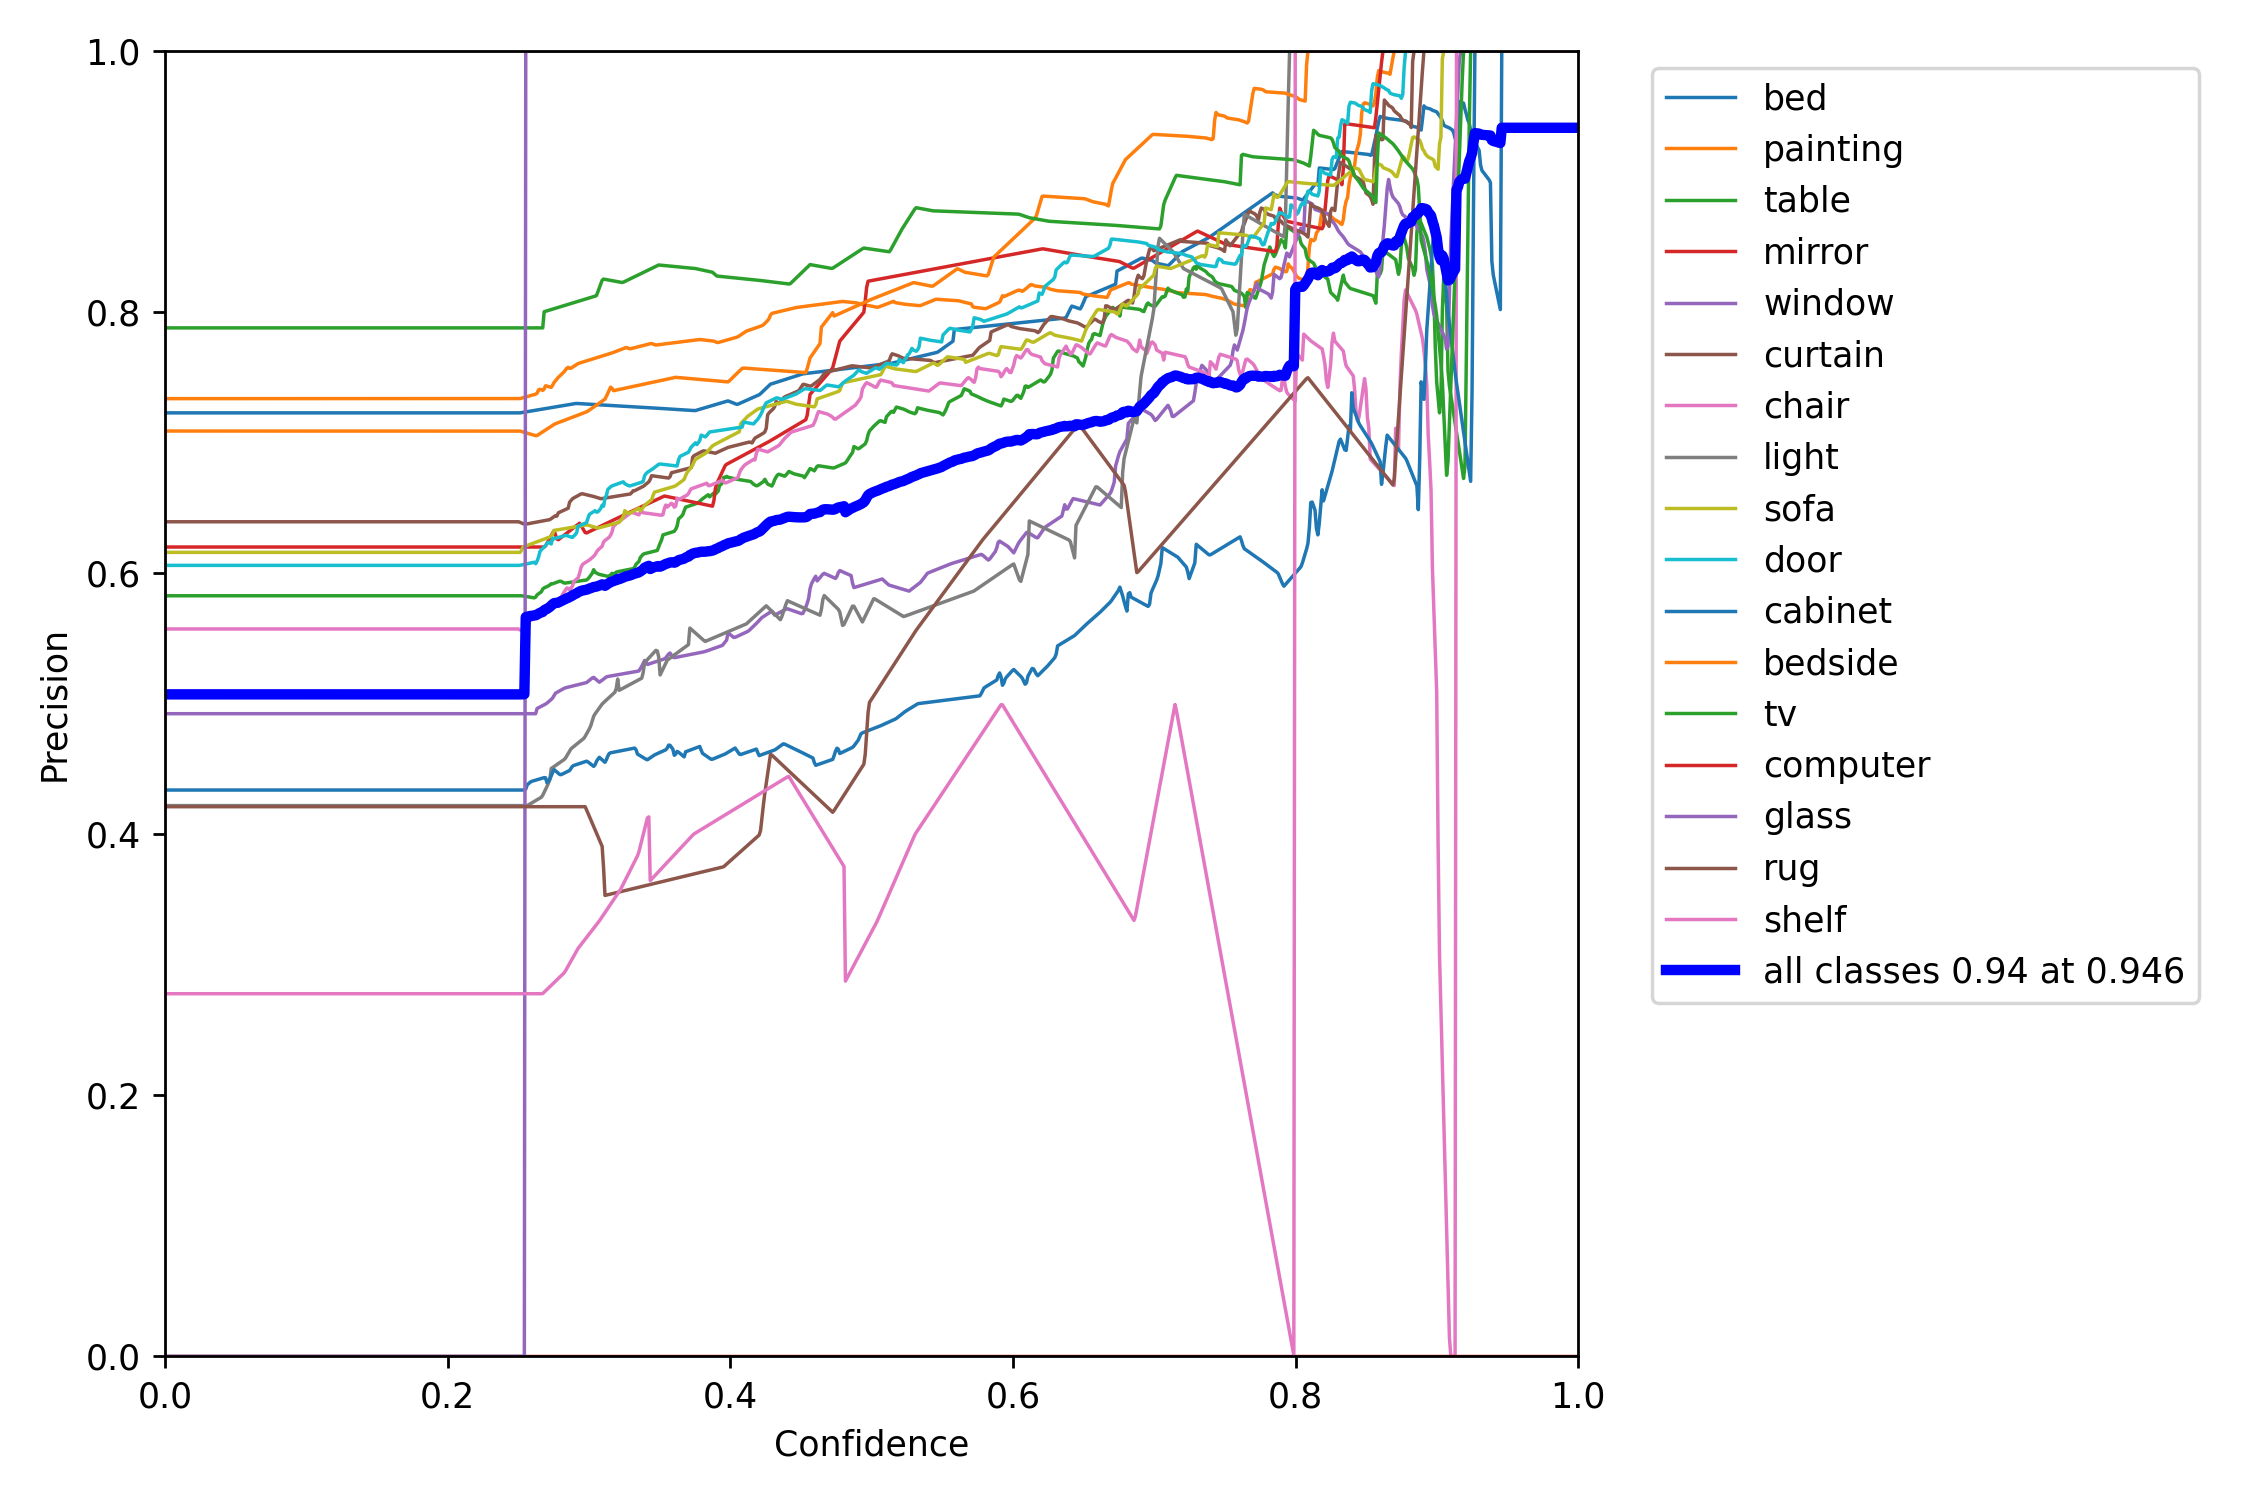 1.0
0.8
0.6
0.4
0.2
0.0
Precision
0.0 0.2 0.4 0.6 0.8 1.0
Confidence
bed
painting
table
mirror
window
curtain
chair
light
sofa
door
cabinet
bedside
tv
computer
glass
rug
shelf
all classes 0.94 at 0.946